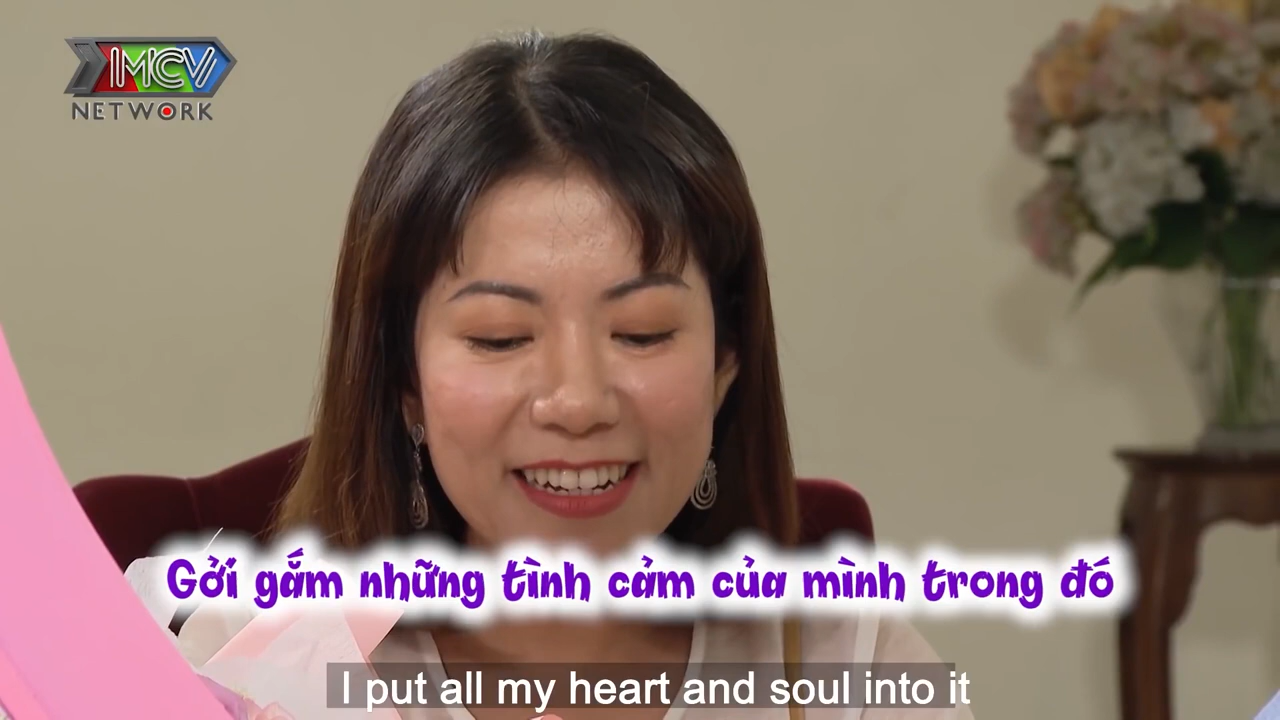 MCV
NETWORK
Gởi gắm những tình cảm của mình trong đó
I put all my heart and soul into it